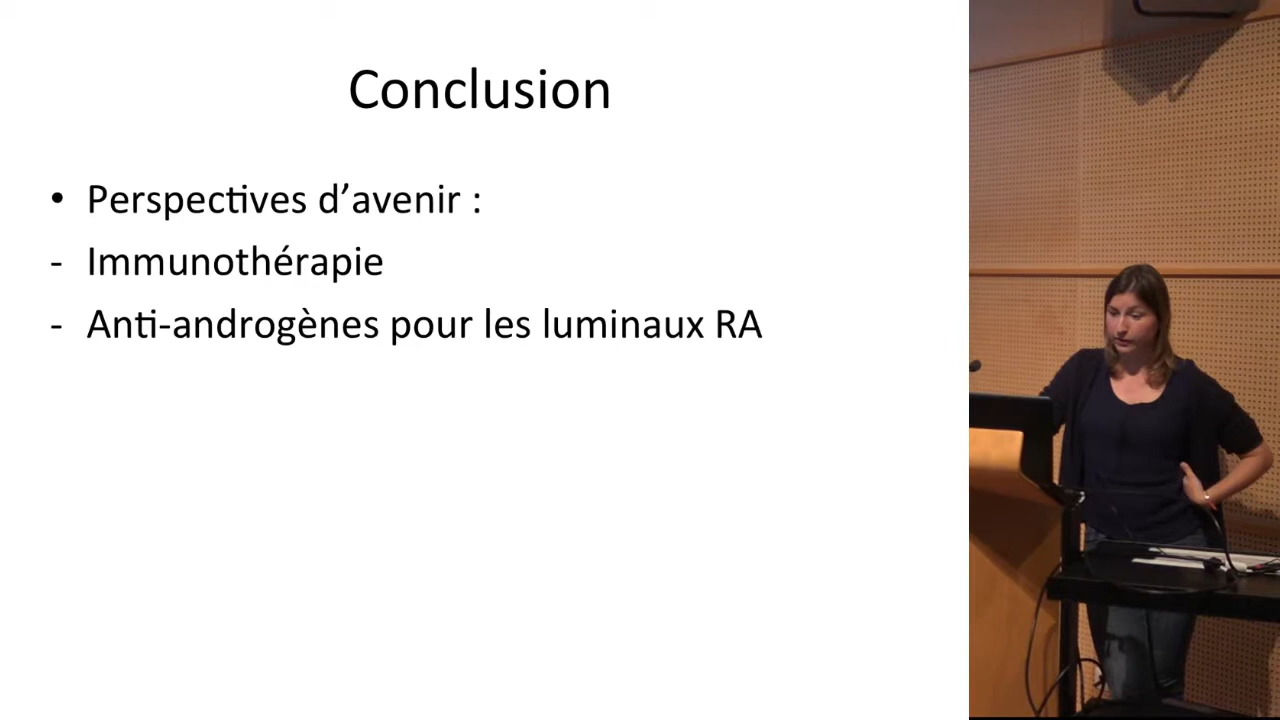 Conclusion
• Perspectives d’avenir :
- Immunothérapie
- Anti-androgènes pour les luminaux RA